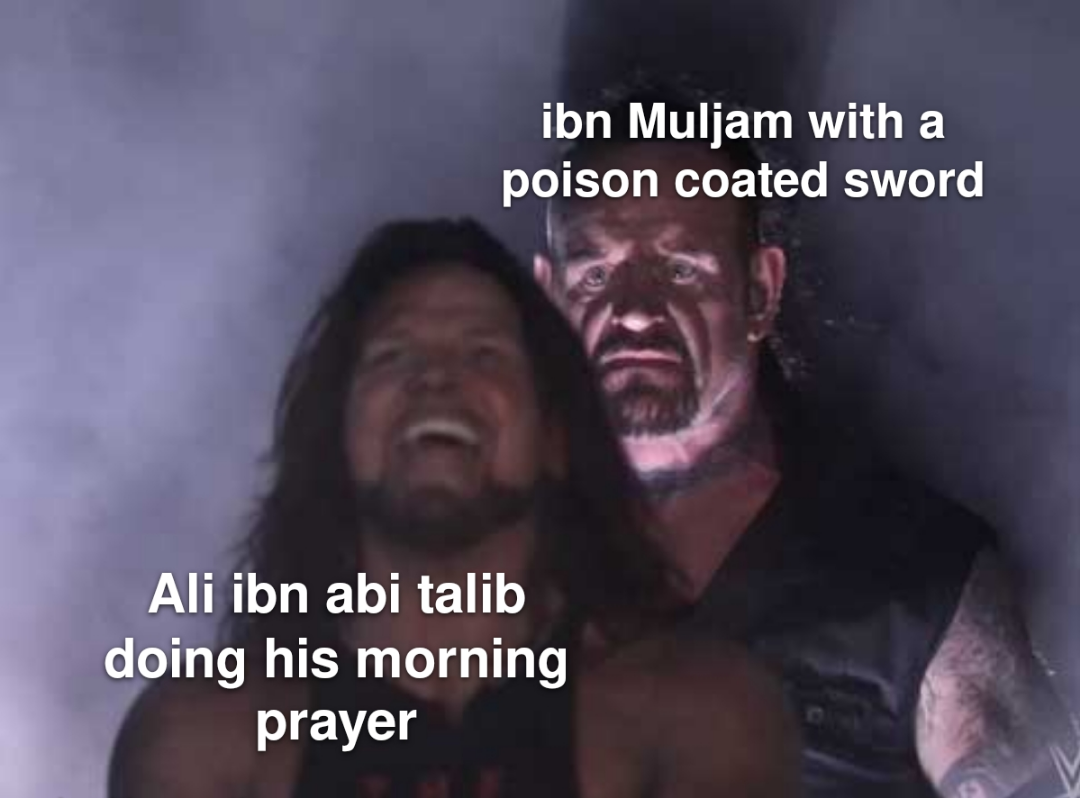 ibn Muljam with a
poison coated sword
Ali ibn abi talib
doing his morning
prayer